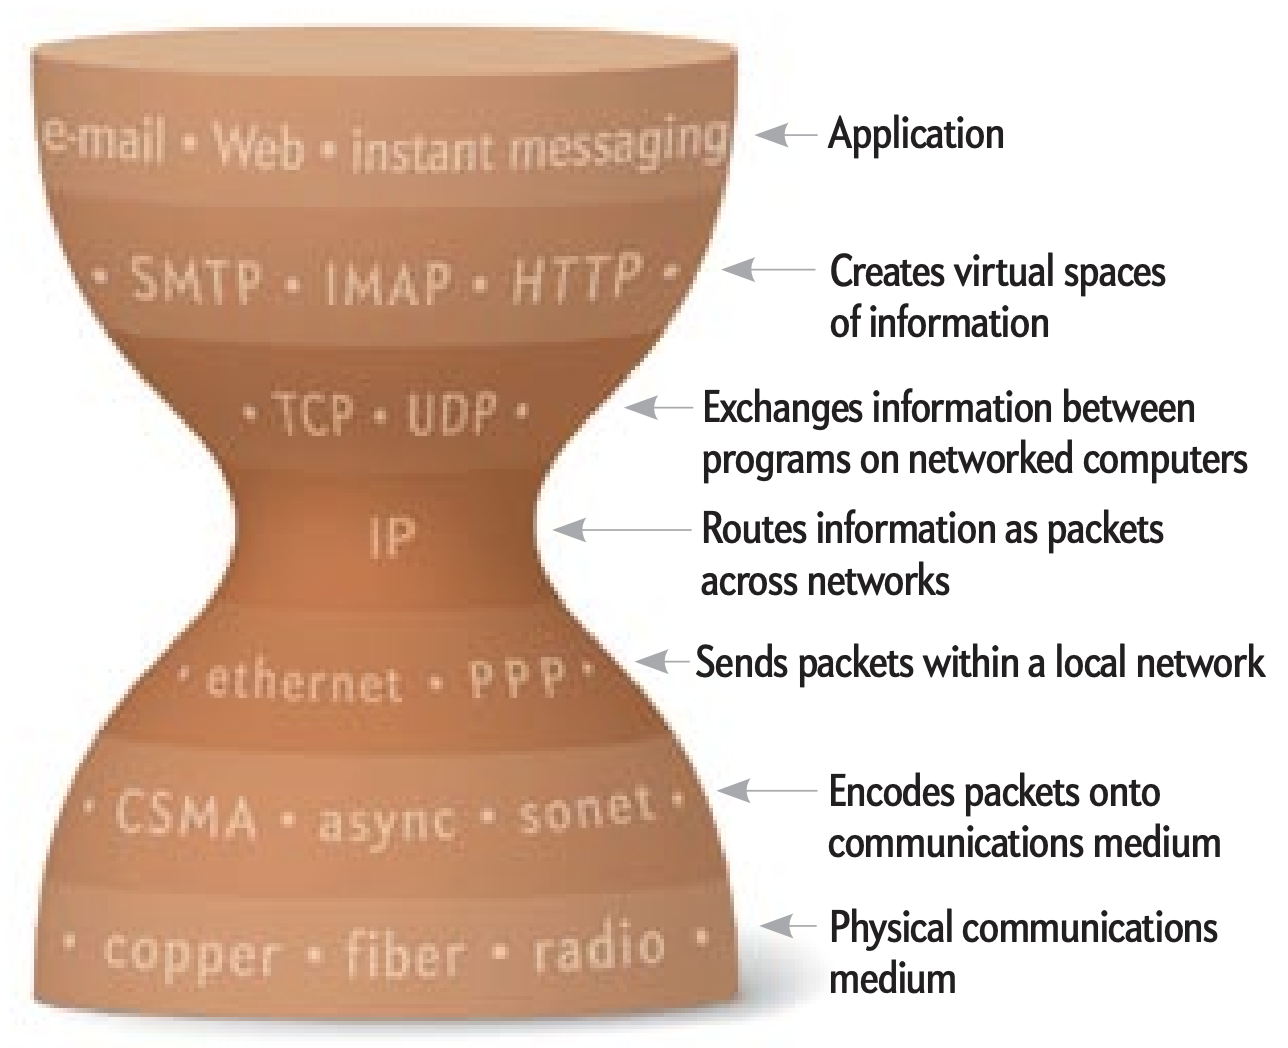 e-mail • Web • instant messaging
Application
• SMTP • IMAP • HTTP •
Creates virtual spaces
of information
• TCP • UDP •
Exchanges information between
programs on networked computers
IP
Routes information as packets
across networks
• ethernet • PPP •
Sends packets within a local network
• CSMA • async • sonet •
Encodes packets onto
communications medium
• copper • fiber • radio •
Physical communications
medium